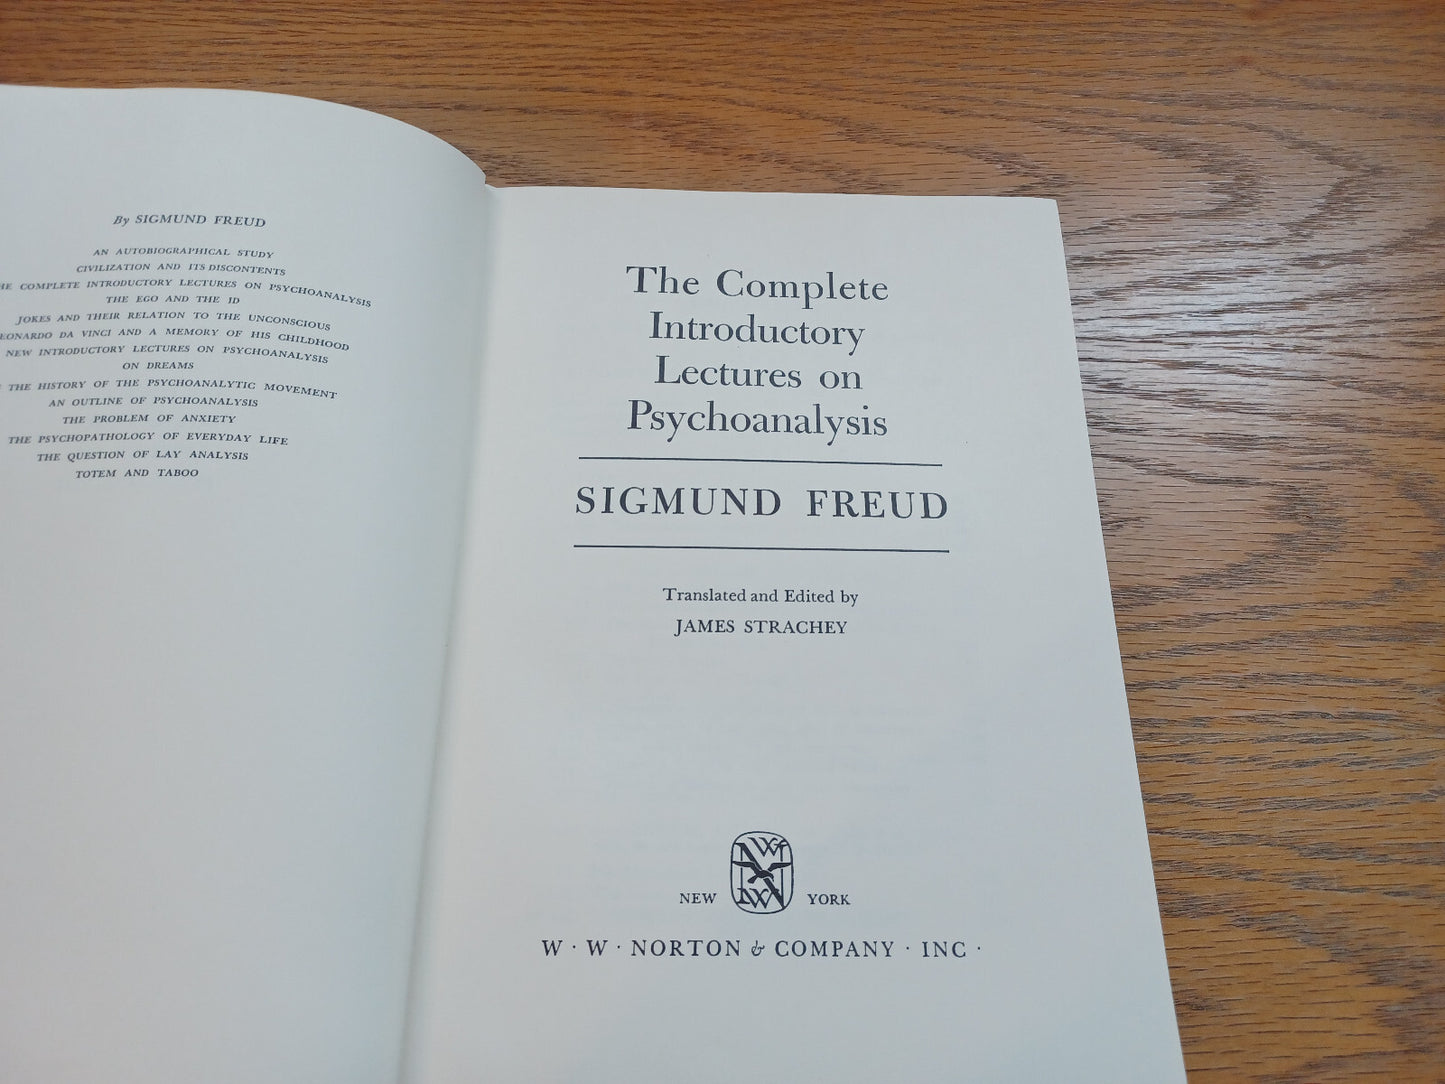 By SIGMUND FREUD
AN AUTOBIOGRAPHICAL STUDY
CIVILIZATION AND ITS DISCONTENTS
COMPLETE INTRODUCTORY LECTURES ON PSYCHOANALYSIS
THE EGO AND THE ID
JOKES AND THEIR RELATION TO THE UNCONSCIOUS
DA VINCI AND A MEMORY OF HIS CHILDHOOD
NEW INTRODUCTORY LECTURES ON PSYCHOANALYSIS
ON DREAMS
THE HISTORY OF THE PSYCHOANALYTIC MOVEMENT
AN OUTLINE OF PSYCHOANALYSIS
THE PROBLEM OF ANXIETY
THE PSYCHOPATHOLOGY OF EVERYDAY LIFE
THE QUESTION OF LAY ANALYSIS
TOTEM AND TABOO
The Complete
Introductory
Lectures on
Psychoanalysis
SIGMUND FREUD
Translated and Edited by
JAMES STRACHEY
NEW YORK
W · W · NORTON & COMPANY · INC ·